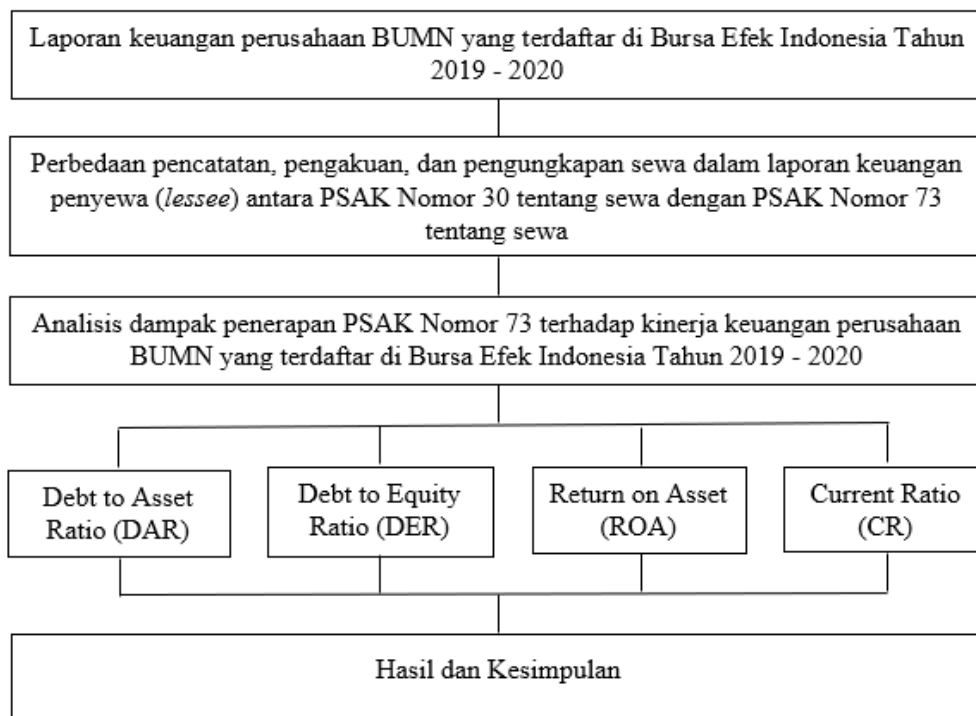 Laporan keuangan perusahaan BUMN yang terdaftar di Bursa Efek Indonesia Tahun
2019 - 2020
Perbedaan pencatatan, pengakuan, dan pengungkapan sewa dalam laporan keuangan
penyewa (lessee) antara PSAK Nomor 30 tentang sewa dengan PSAK Nomor 73
tentang sewa
Analisis dampak penerapan PSAK Nomor 73 terhadap kinerja keuangan perusahaan
BUMN yang terdaftar di Bursa Efek Indonesia Tahun 2019 - 2020
Debt to Asset
Ratio (DAR)
Debt to Equity
Ratio (DER)
Return on Asset
(ROA)
Current Ratio
(CR)
Hasil dan Kesimpulan